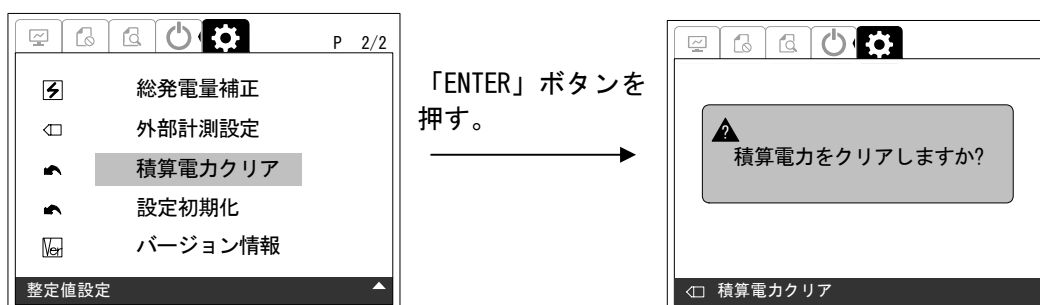 P 2/2
総発電量補正
外部計測設定
積算電力クリア
設定初期化
Ver
バージョン情報
整定値設定
「ENTER」ボタンを
押す。
?
積算電力をクリアしますか?
積算電力クリア